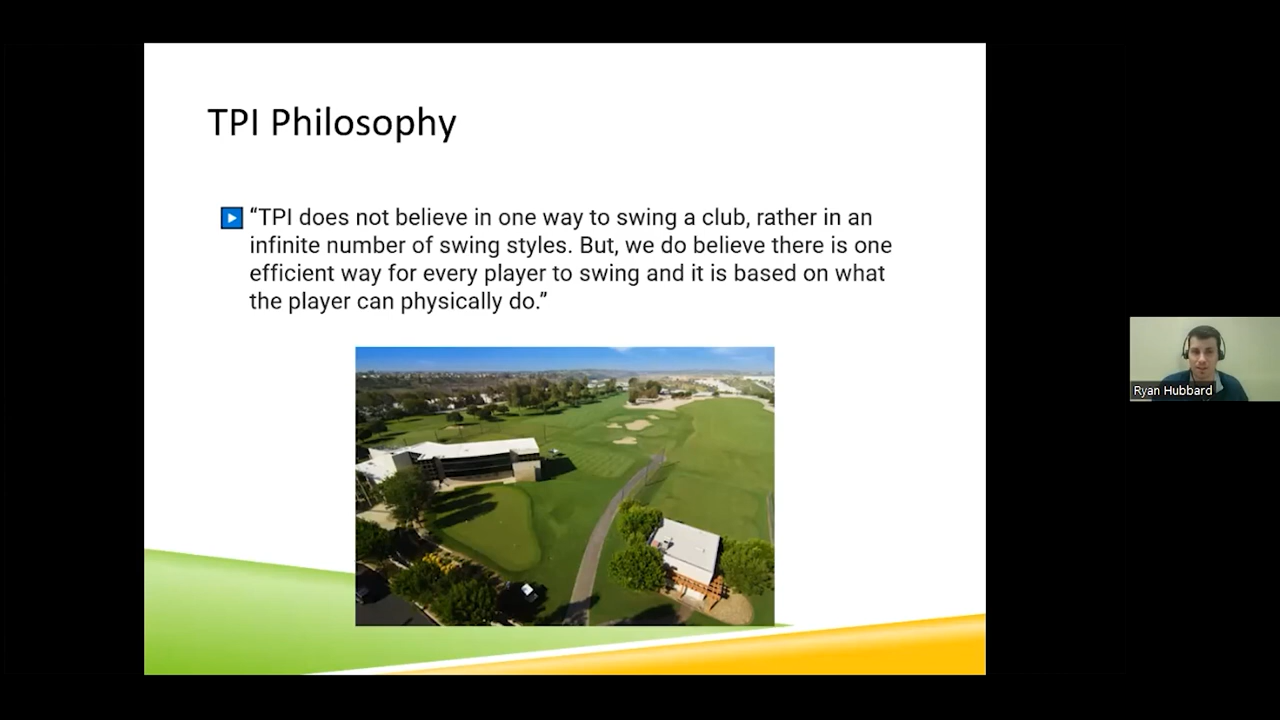 TPI Philosophy
“TPI does not believe in one way to swing a club, rather in an
infinite number of swing styles. But, we do believe there is one
efficient way for every player to swing and it is based on what
the player can physically do.”
Ryan Hubbard